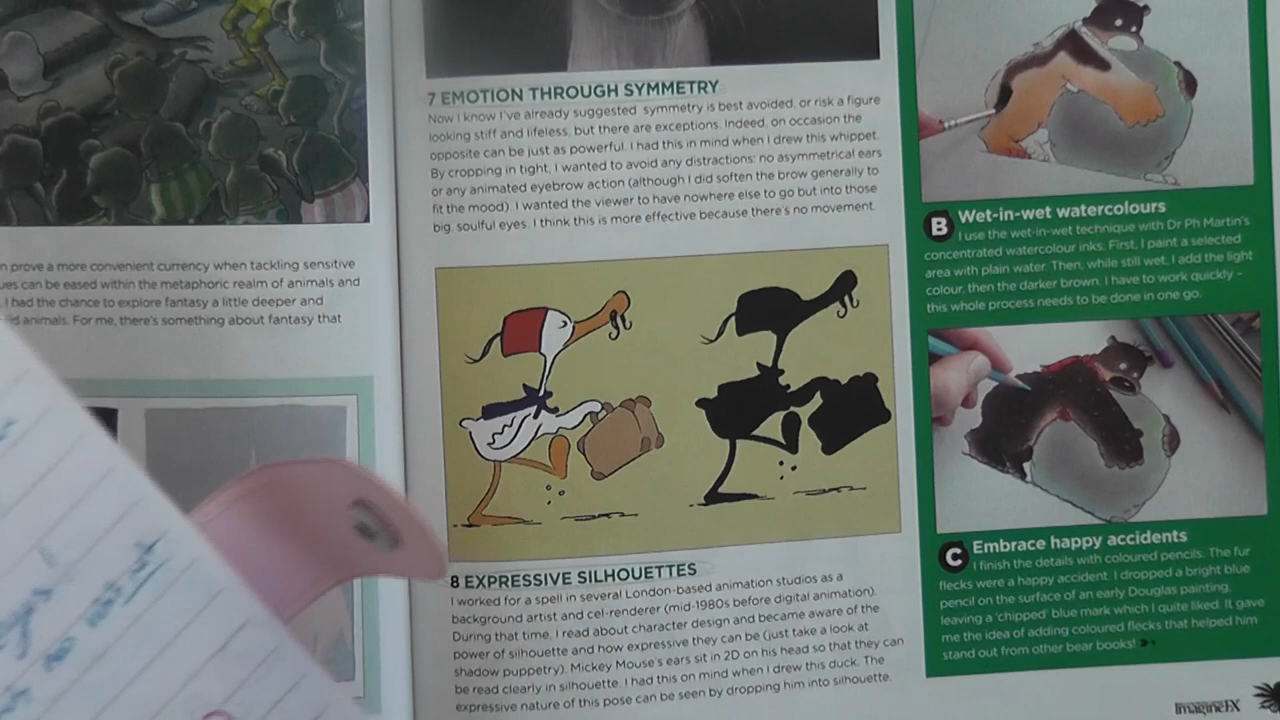 prove a more convenient currency when tackling sensitive
can be eased within the metaphoric realm of animals and
I had the chance to explore fantasy a little deeper and
animals. For me, there's something about fantasy that
7 EMOTION THROUGH SYMMETRY
Now I know I've already suggested symmetry is best avoided, or risk a figure
looking stiff and lifeless, but there are exceptions. Indeed, on occasion the
opposite can be just as powerful. I had this in mind when I drew this whippet.
By cropping in tight, I wanted to avoid any distractions: no asymmetrical ears
or any animated eyebrow action (although I did soften the brow generally to
fit the mood). I wanted the viewer to have nowhere else to go but into those
big, soulful eyes. I think this is more effective because there's no movement.
8 EXPRESSIVE SILHOUETTES
I worked for a spell in several London-based animation studios as a
background artist and cel-renderer (mid-1980s before digital animation).
During that time, I read about character design and became aware of the
power of silhouette and how expressive they can be (just take a look at
shadow puppetry). Mickey Mouse's ears sit in 2D on his head so that they can
be read clearly in silhouette. I had this on mind when I drew this duck. The
expressive nature of this pose can be seen by dropping him into silhouette.
B Wet-in-wet watercolours
I use the wet-in-wet technique with Dr Ph Martin's
concentrated watercolour inks. First, I paint a selected
area with plain water. Then, while still wet, I add the light
colour, then the darker brown. I have to work quickly –
this whole process needs to be done in one go.
C Embrace happy accidents
I finish the details with coloured pencils. The fur
flecks were a happy accident. I dropped a bright blue
pencil on the surface of an early Douglas painting,
leaving a 'chipped' blue mark which I quite liked. It gave
me the idea of adding coloured flecks that helped him
stand out from other bear books!
ImagineFX